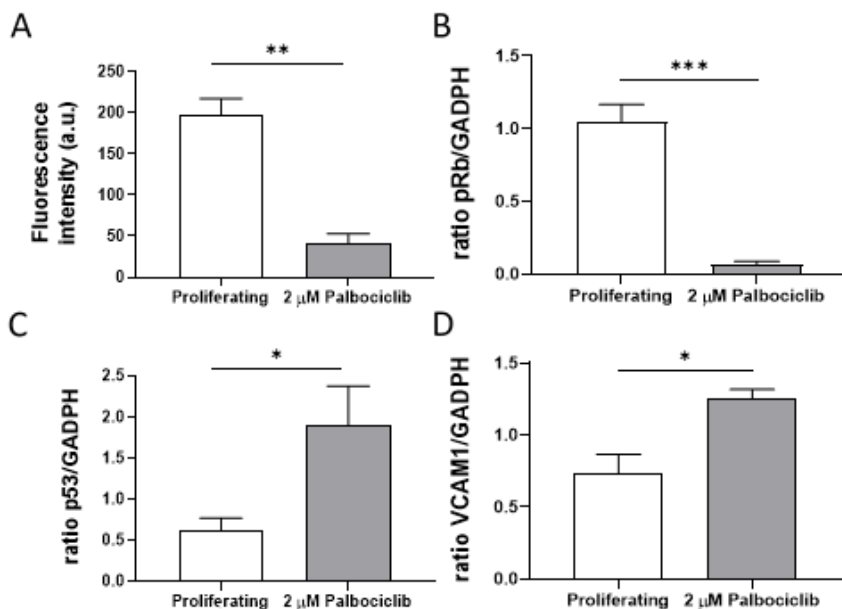 A
**
Fluorescence
intensity (a.u.)
250
200
150
100
50
0
Proliferating 2 μM Palbociclib
B
***
ratio pRb/GADPH
1.5
1.0
0.5
0.0
Proliferating 2 μM Palbociclib
C
*
ratio p53/GADPH
2.5
2.0
1.5
1.0
0.5
0.0
Proliferating 2 μM Palbociclib
D
*
ratio VCAM1/GADPH
1.5
1.0
0.5
0.0
Proliferating 2 μM Palbociclib